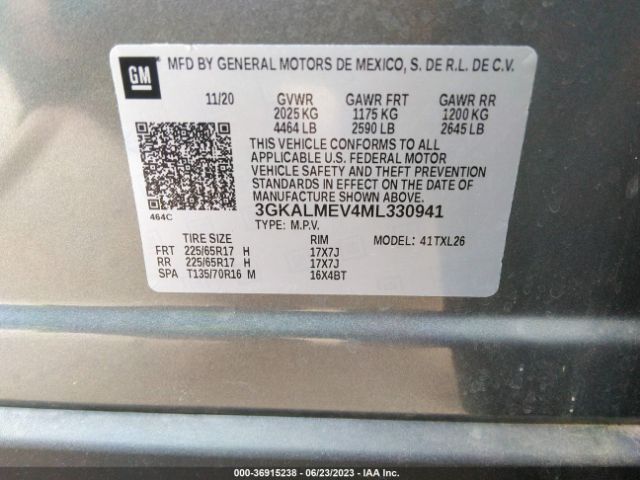 GM
MFD BY GENERAL MOTORS DE MEXICO, S. DE R.L. DE C.V.
11/20 GVWR GAWR FRT GAWR RR
2025 KG 1175 KG 1200 KG
4464 LB 2590 LB 2645 LB
THIS VEHICLE CONFORMS TO ALL
APPLICABLE U.S. FEDERAL MOTOR
VEHICLE SAFETY AND THEFT PREVENTION
STANDARDS IN EFFECT ON THE DATE OF
MANUFACTURE SHOWN ABOVE.
464C
3GKALMEV4ML330941
TYPE: M.P.V.
TIRE SIZE RIM MODEL: 41TXL26
FRT 225/65R17 H 17X7J
RR 225/65R17 H 17X7J
SPA T135/70R16 M 16X4BT
000-36915238 - 06/23/2023 - IAA Inc.